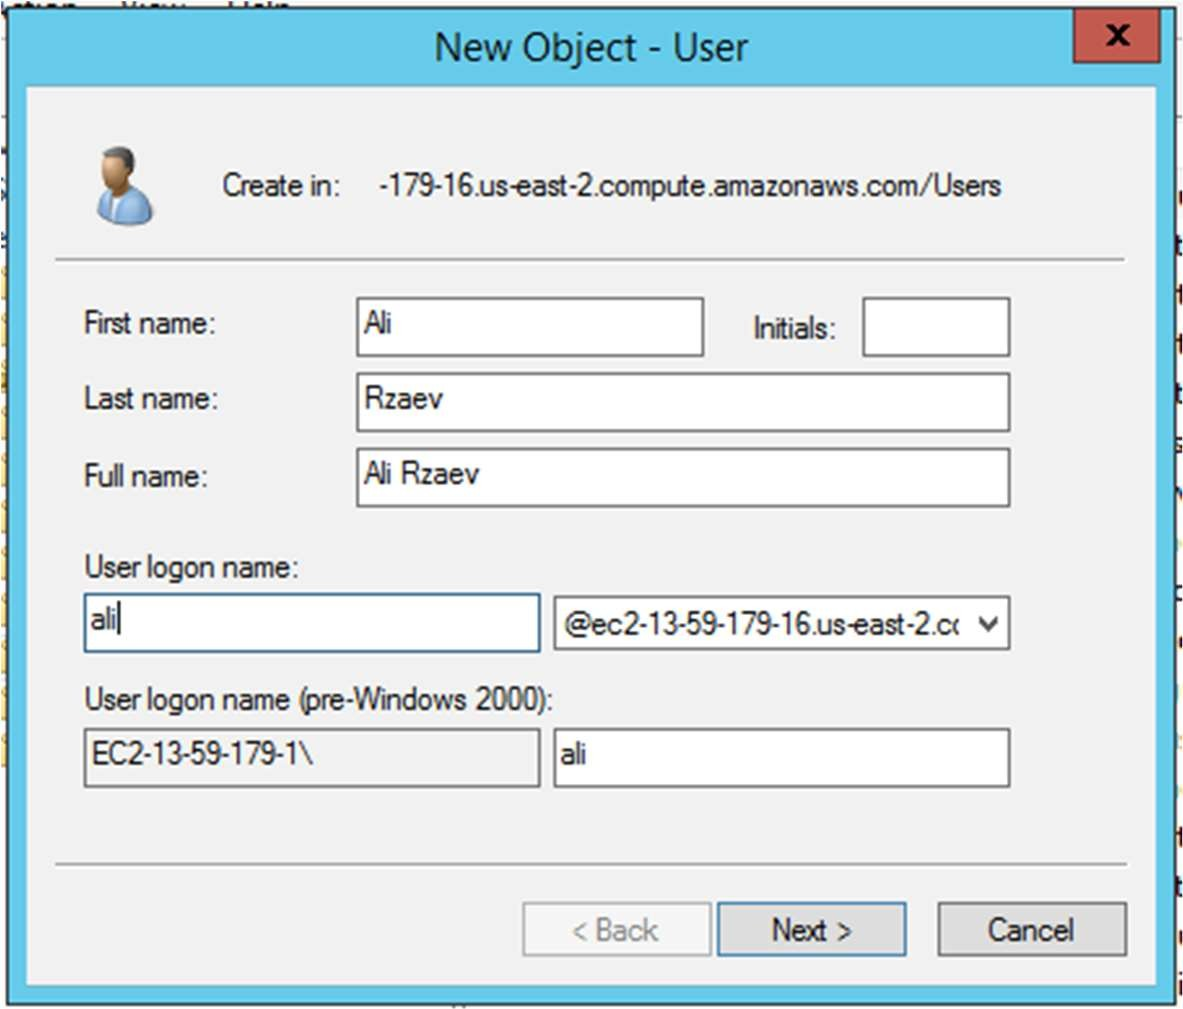 New Object - User
Create in: -179-16.us-east-2.compute.amazonaws.com/Users
First name: Ali Initials:
Last name: Rzaev
Full name: Ali Rzaev
User logon name:
ali @ec2-13-59-179-16.us-east-2.cc
User logon name (pre-Windows 2000):
EC2-13-59-179-1\ ali
< Back Next > Cancel